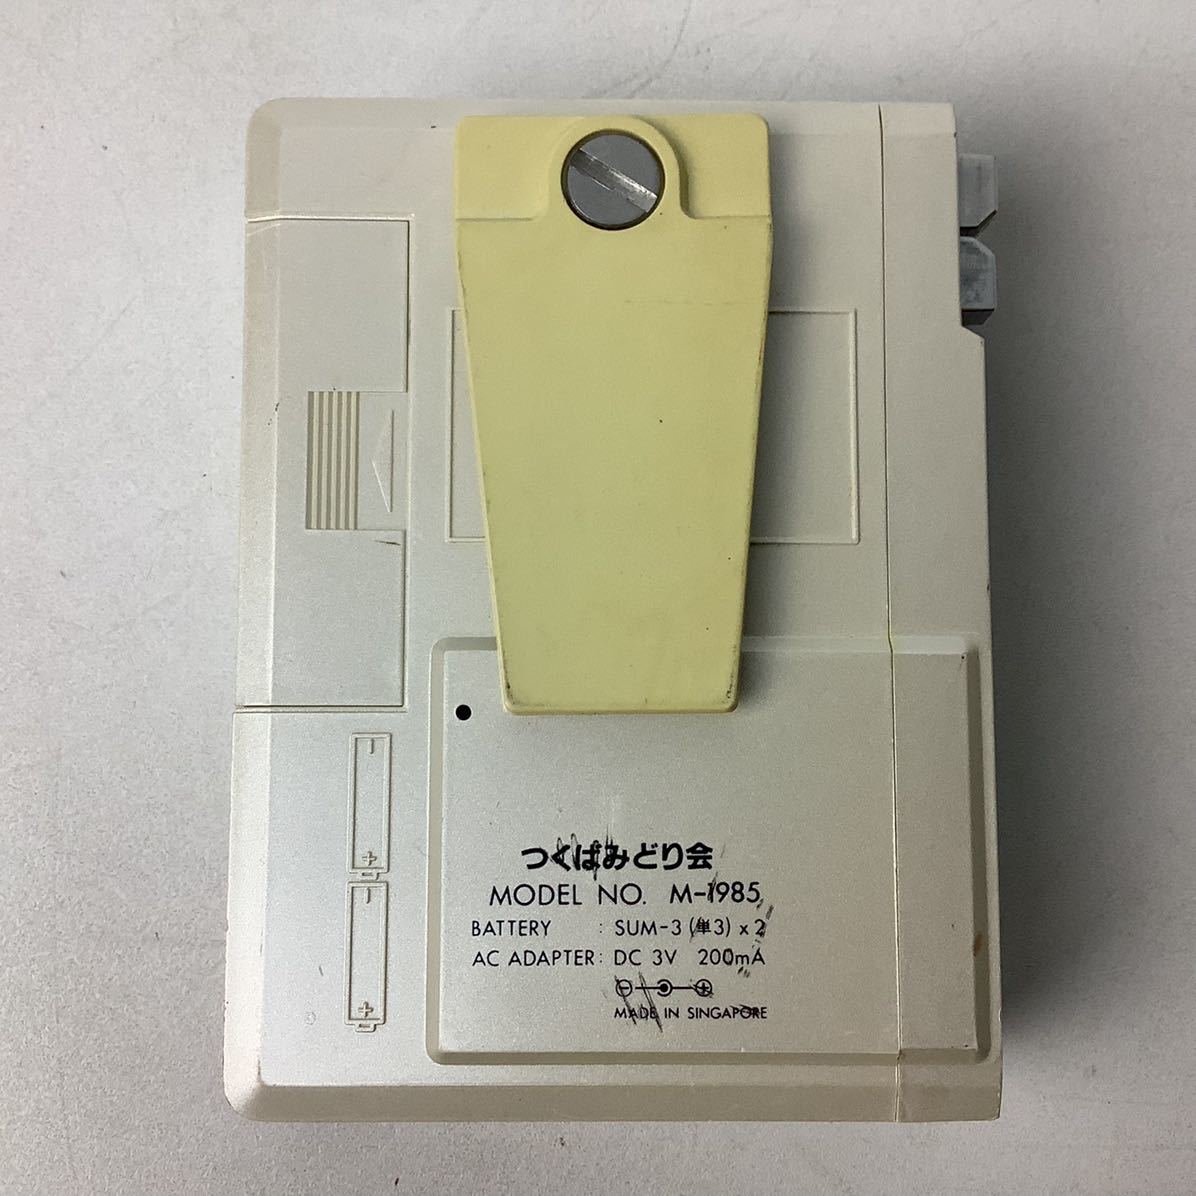 つくばみどり会
MODEL NO. M-1985
BATTERY : SUM-3 (単3) x 2
AC ADAPTER: DC 3V 200mA
MADE IN SINGAPORE